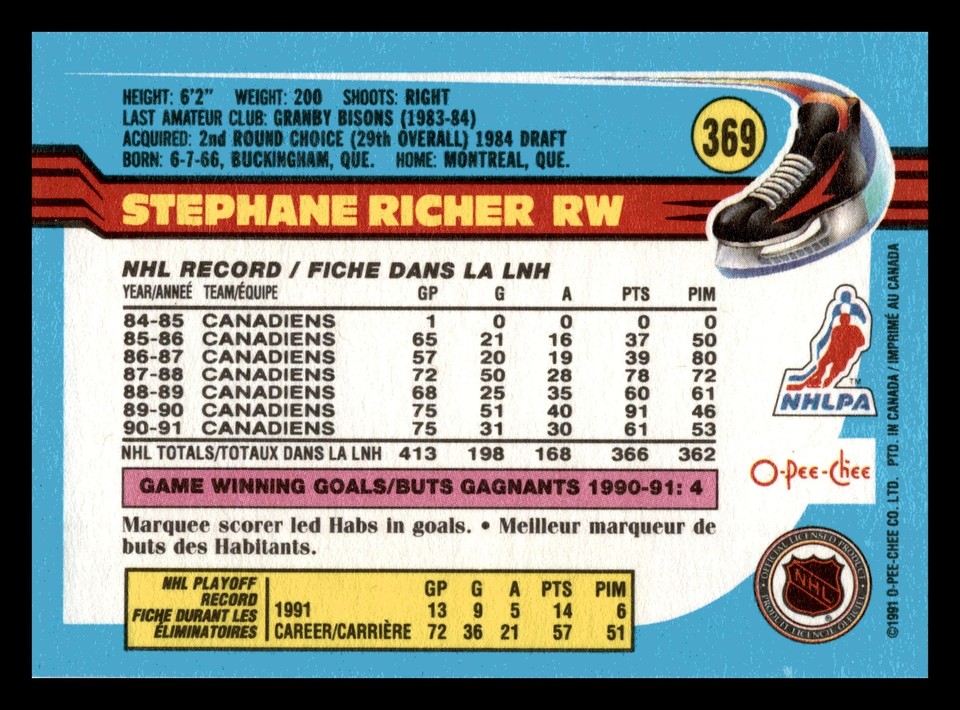 HEIGHT: 6'2" WEIGHT: 200 SHOOTS: RIGHT
LAST AMATEUR CLUB: GRANBY BISONS (1983-84)
ACQUIRED: 2nd ROUND CHOICE (29th OVERALL) 1984 DRAFT
BORN: 6-7-66, BUCKINGHAM, QUE. HOME: MONTREAL, QUE.
369
STEPHANE RICHER RW
NHL RECORD / FICHE DANS LA LNH
YEAR/ANNEÉ TEAM/ÉQUIPE GP G A PTS PIM
84-85 CANADIENS 1 0 0 0 0
85-86 CANADIENS 65 21 16 37 50
86-87 CANADIENS 57 20 19 39 80
87-88 CANADIENS 72 50 28 78 72
88-89 CANADIENS 68 25 35 60 61
89-90 CANADIENS 75 51 40 91 46
90-91 CANADIENS 75 31 30 61 53
NHL TOTALS/TOTAUX DANS LA LNH 413 198 168 366 362
GAME WINNING GOALS/BUTS GAGNANTS 1990-91: 4
Marquee scorer led Habs in goals. • Meilleur marqueur de
buts des Habitants.
NHL PLAYOFF
RECORD
FICHE DURANT LES
ÉLIMINATOIRES
GP G A PTS PIM
1991 13 9 5 14 6
CAREER/CARRIÈRE 72 36 21 57 51
NHLPA
TM
O-Pee-Chee
OFFICIAL LICENSED PRODUCT
NHL
®
PRODUIT LICENCIÉ OFFICIEL
©1991 O-PEE-CHEE CO. LTD. PTD. IN CANADA / IMPRIMÉ AU CANADA